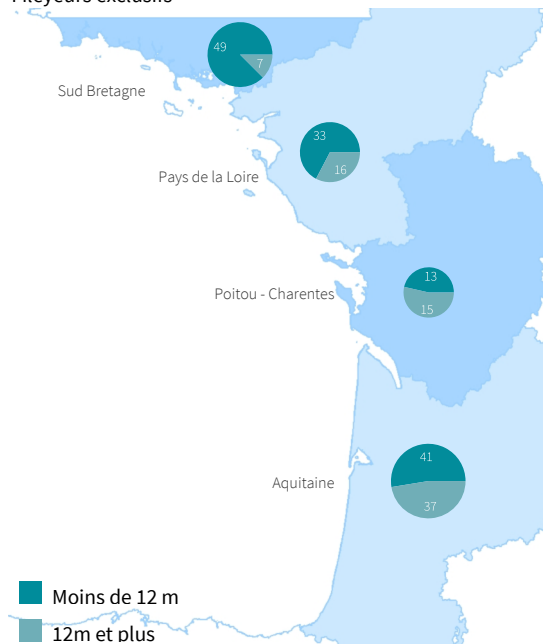 49
7
Sud Bretagne
33
16
Pays de la Loire
13
Poitou - Charentes
15
41
Aquitaine
37
Moins de 12 m
12m et plus